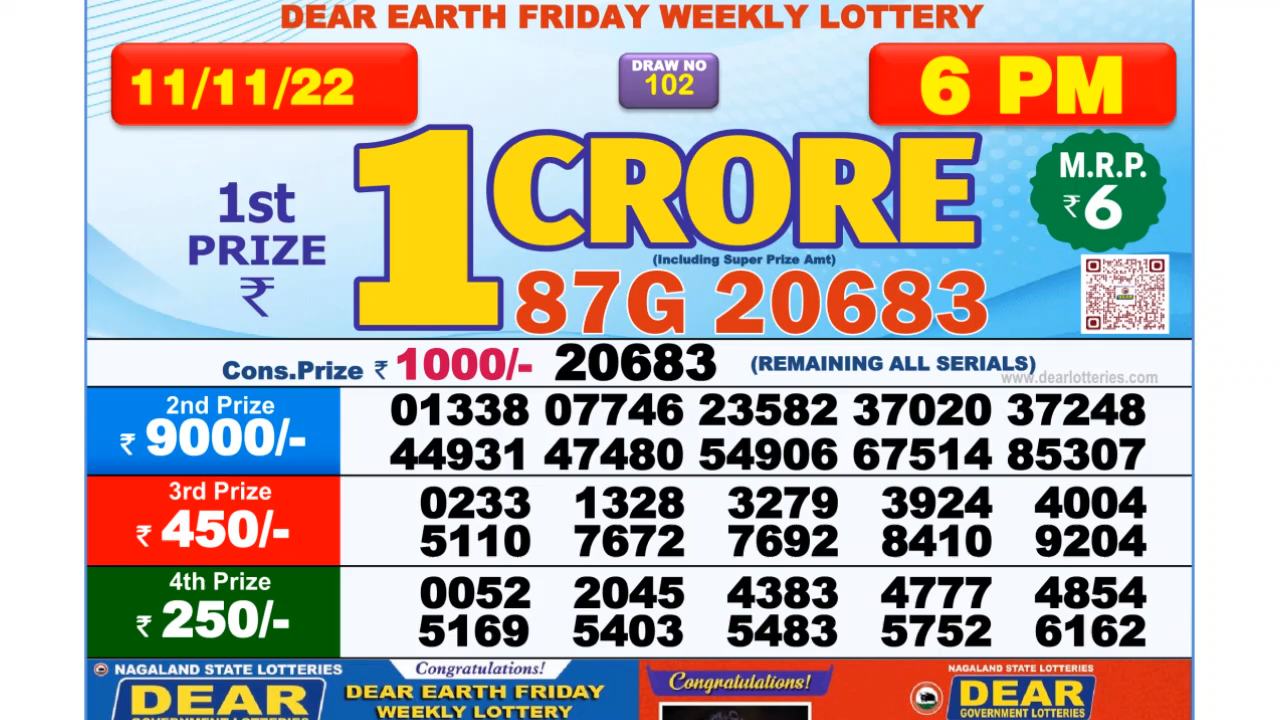 DEAR EARTH FRIDAY WEEKLY LOTTERY
11/11/22
DRAW NO
102
6 PM
1st
PRIZE
₹
1 CRORE
(Including Super Prize Amt)
87G 20683
M.R.P.
₹6
DEAR
Cons.Prize ₹ 1000/- 20683 (REMAINING ALL SERIALS)
www.dearlotteries.com
2nd Prize
₹ 9000/-
01338 07746 23582 37020 37248
44931 47480 54906 67514 85307
3rd Prize
₹ 450/-
0233 1328 3279 3924 4004
5110 7672 7692 8410 9204
4th Prize
₹ 250/-
0052 2045 4383 4777 4854
5169 5403 5483 5752 6162
NAGALAND STATE LOTTERIES
DEAR
GOVERNMENT LOTTERIES
Congratulations!
DEAR EARTH FRIDAY
WEEKLY LOTTERY
Congratulations!
NAGALAND STATE LOTTERIES
DEAR
GOVERNMENT LOTTERIES